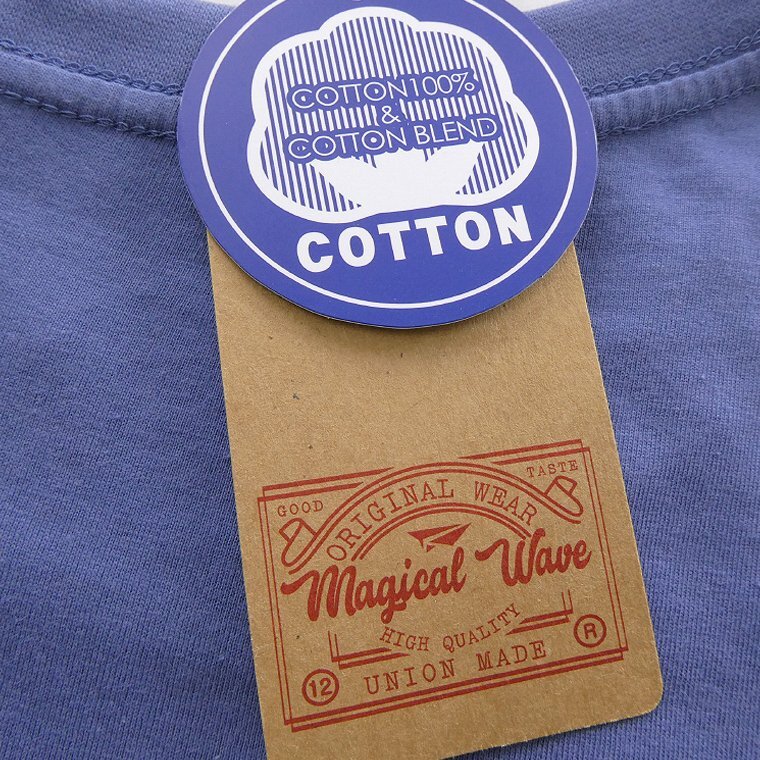 COTTON100%
&
COTTON BLEND
COTTON
GOOD
TASTE
ORIGINAL WEAR
Magical Wave
HIGH QUALITY
12
UNION MADE
R